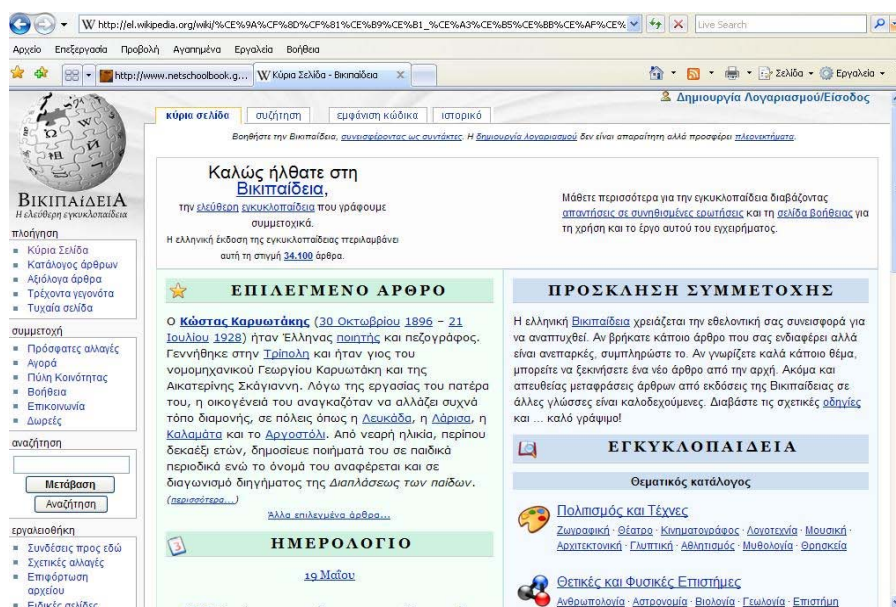 http://el.wikipedia.org/wiki/%CE%9A%CF%8D%CF%81%CE%B9%CE%B1_%CE%A3%CE%B5%CE%BB%CE%AF%CE%
Live Search
Αρχείο Επεξεργασία Προβολή Αγαπημένα Εργαλεία Βοήθεια
http://www.netschoolbook.g...
W Κύρια Σελίδα - Βικιπαίδεια
Σελίδα
Εργαλεία
Δημιουργία Λογαριασμού/Είσοδος
κύρια σελίδα
συζήτηση
εμφάνιση κώδικα
ιστορικό
Βοηθήστε την Βικιπαίδεια, συνεισφέροντας ως συντάκτες. Η δημιουργία λογαριασμού δεν είναι απαραίτητη αλλά προσφέρει πλεονεκτήματα.
ΒΙΚΙΠΑίΔΕΙΑ
Η ελεύθερη εγκυκλοπαίδεια
πλοήγηση
Κύρια Σελίδα
Κατάλογος άρθρων
Αξιόλογα άρθρα
Τρέχοντα γεγονότα
Τυχαία σελίδα
συμμετοχή
Πρόσφατες αλλαγές
Αγορά
Πύλη Κοινότητας
Βοήθεια
Επικοινωνία
Δωρεές
αναζήτηση
Μετάβαση
Αναζήτηση
εργαλειοθήκη
Συνδέσεις προς εδώ
Σχετικές αλλαγές
Επιφόρτωση
αρχείου
Ειδικές σελίδες
Καλώς ήλθατε στη
Βικιπαίδεια,
την ελεύθερη εγκυκλοπαίδεια που γράφουμε
συμμετοχικά.
Η ελληνική έκδοση της εγκυκλοπαίδειας περιλαμβάνει
αυτή τη στιγμή 34.100 άρθρα.
Μάθετε περισσότερα για την εγκυκλοπαίδεια διαβάζοντας
απαντήσεις σε συνηθισμένες ερωτήσεις και τη σελίδα βοήθειας για
τη χρήση και το έργο αυτού του εγχειρήματος.
ΕΠΙΛΕΓΜΕΝΟ ΑΡΘΡΟ
Ο Κώστας Καρυωτάκης (30 Οκτωβρίου 1896 – 21
Ιουλίου 1928) ήταν Έλληνας ποιητής και πεζογράφος.
Γεννήθηκε στην Τρίπολη και ήταν γιος του
νομομηχανικού Γεωργίου Καρυωτάκη και της
Αικατερίνης Σκάγιαννη. Λόγω της εργασίας του πατέρα
του, η οικογένειά του αναγκαζόταν να αλλάζει συχνά
τόπο διαμονής, σε πόλεις όπως η Λευκάδα, η Λάρισα, η
Καλαμάτα και το Αργοστόλι. Από νεαρή ηλικία, περίπου
δεκαέξι ετών, δημοσίευε ποιήματά του σε παιδικά
περιοδικά ενώ το όνομά του αναφέρεται και σε
διαγωνισμό διηγήματος της Διαπλάσεως των παίδων.
(περισσότερα...)
Άλλα επιλεγμένα άρθρα...
ΗΜΕΡΟΛΟΓΙΟ
19 Μαΐου
ΠΡΟΣΚΛΗΣΗ ΣΥΜΜΕΤΟΧΗΣ
Η ελληνική Βικιπαίδεια χρειάζεται την εθελοντική σας συνεισφορά για
να αναπτυχθεί. Αν βρήκατε κάποιο άρθρο που σας ενδιαφέρει αλλά
είναι ανεπαρκές, συμπληρώστε το. Αν γνωρίζετε καλά κάποιο θέμα,
μπορείτε να ξεκινήσετε ένα νέο άρθρο από την αρχή. Ακόμα και
απευθείας μεταφράσεις άρθρων από εκδόσεις της Βικιπαίδειας σε
άλλες γλώσσες είναι καλοδεχούμενες. Διαβάστε τις σχετικές οδηγίες
και ... καλό γράψιμο!
ΕΓΚΥΚΛΟΠΑΙΔΕΙΑ
Θεματικός κατάλογος
Πολιτισμός και Τέχνες
Ζωγραφική · Θέατρο · Κινηματογράφος · Λογοτεχνία · Μουσική ·
Αρχιτεκτονική · Γλυπτική · Αθλητισμός · Μυθολογία · Θρησκεία
Θετικές και Φυσικές Επιστήμες
Ανθρωπολογία · Αστρονομία · Βιολογία · Γεωλογία · Επιστήμη